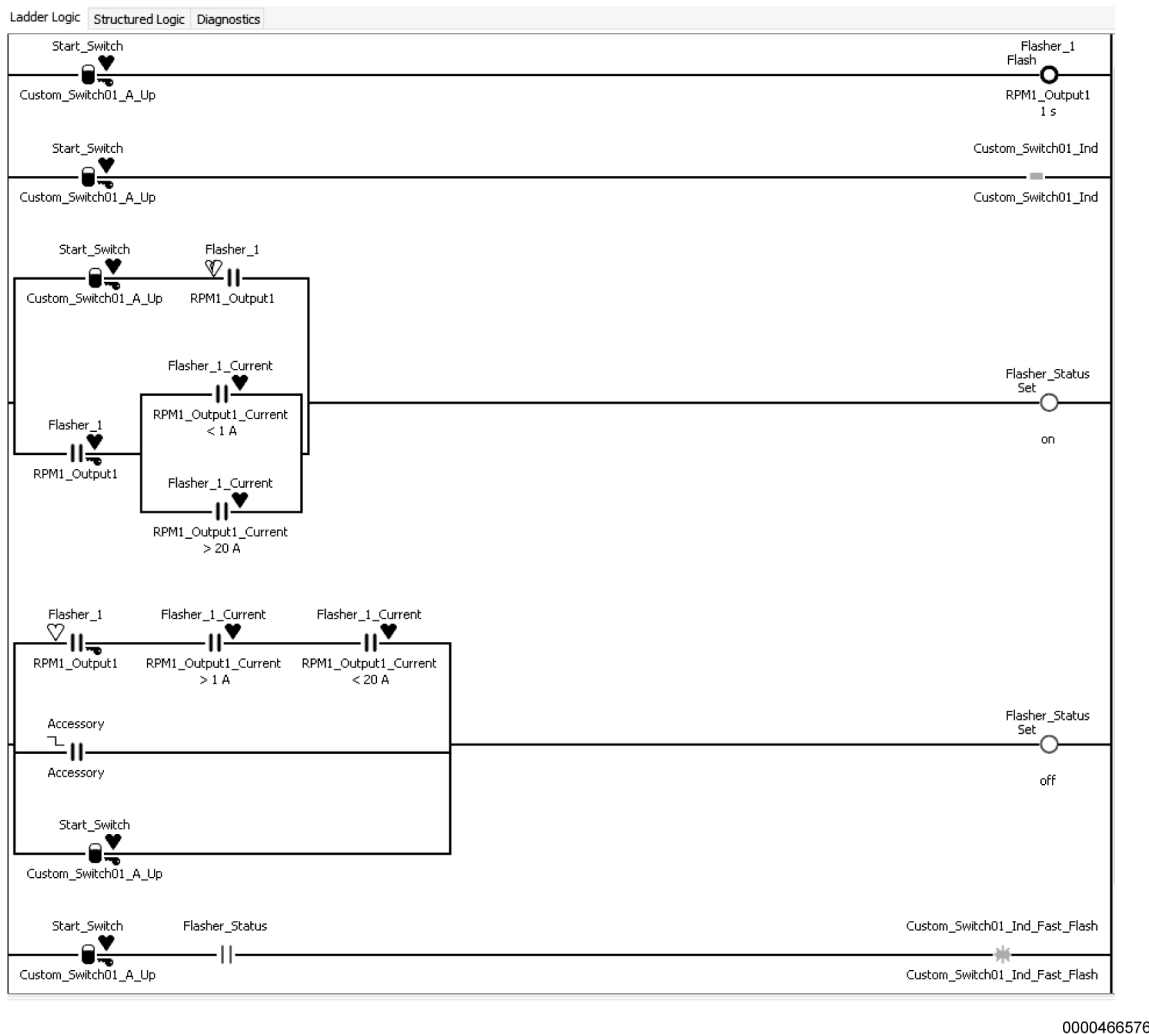 Ladder Logic Structured Logic Diagnostics
Start_Switch
Custom_Switch01_A_Up
Flasher_1
Flash
RPM1_Output1
1 s
Start_Switch
Custom_Switch01_A_Up
Custom_Switch01_Ind
Custom_Switch01_Ind
Start_Switch
Custom_Switch01_A_Up
Flasher_1
RPM1_Output1
Flasher_1_Current
RPM1_Output1_Current
< 1 A
Flasher_1
RPM1_Output1
Flasher_1_Current
RPM1_Output1_Current
> 20 A
Flasher_Status
Set
on
Flasher_1
RPM1_Output1
Flasher_1_Current
RPM1_Output1_Current
> 1 A
Flasher_1_Current
RPM1_Output1_Current
< 20 A
Accessory
Accessory
Start_Switch
Custom_Switch01_A_Up
Flasher_Status
Set
off
Start_Switch
Custom_Switch01_A_Up
Flasher_Status
Custom_Switch01_Ind_Fast_Flash
Custom_Switch01_Ind_Fast_Flash
0000466576